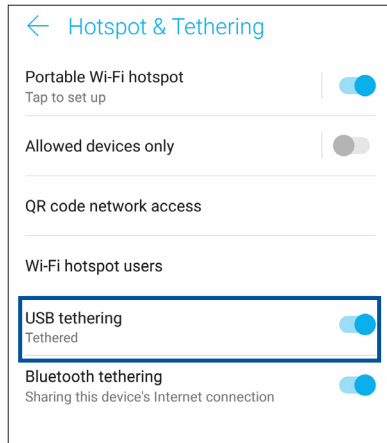 Hotspot & Tethering
Portable Wi-Fi hotspot
Tap to set up
Allowed devices only
QR code network access
Wi-Fi hotspot users
USB tethering
Tethered
Bluetooth tethering
Sharing this device's Internet connection